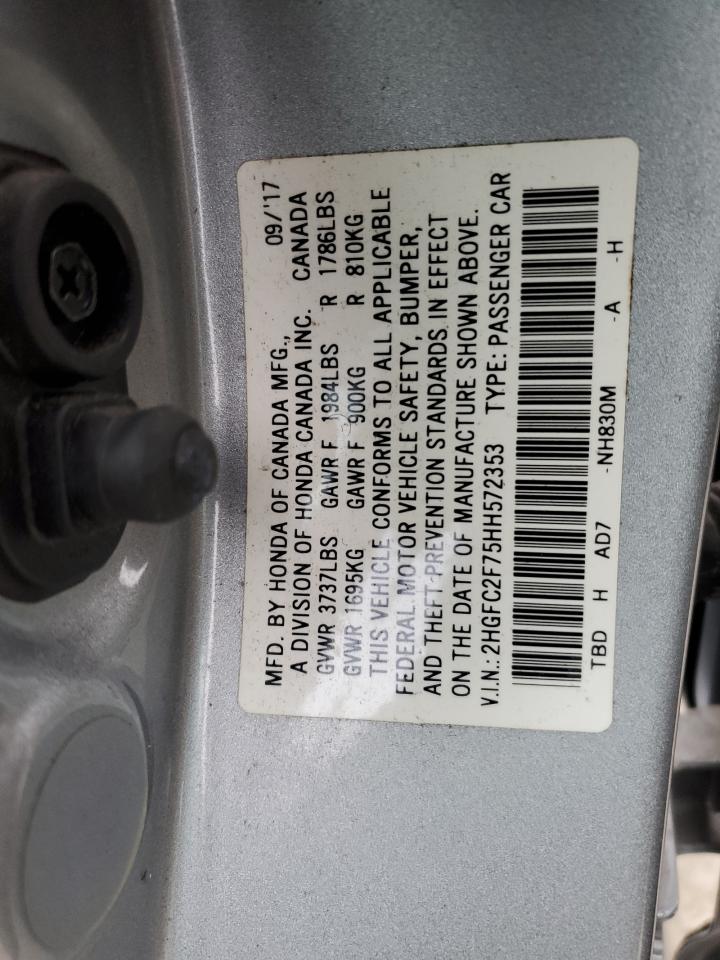 MFD. BY HONDA OF CANADA MFG., 09/'17
A DIVISION OF HONDA CANADA INC. CANADA
GVWR 3737LBS GAWR F 1984LBS R 1786LBS
GVWR 1695KG GAWR F 900KG R 810KG
THIS VEHICLE CONFORMS TO ALL APPLICABLE
FEDERAL MOTOR VEHICLE SAFETY, BUMPER,
AND THEFT-PREVENTION STANDARDS IN EFFECT
ON THE DATE OF MANUFACTURE SHOWN ABOVE.
V.I.N.: 2HGFC2F75HH572353 TYPE: PASSENGER CAR
TBD H AD7 -NH830M -A -H